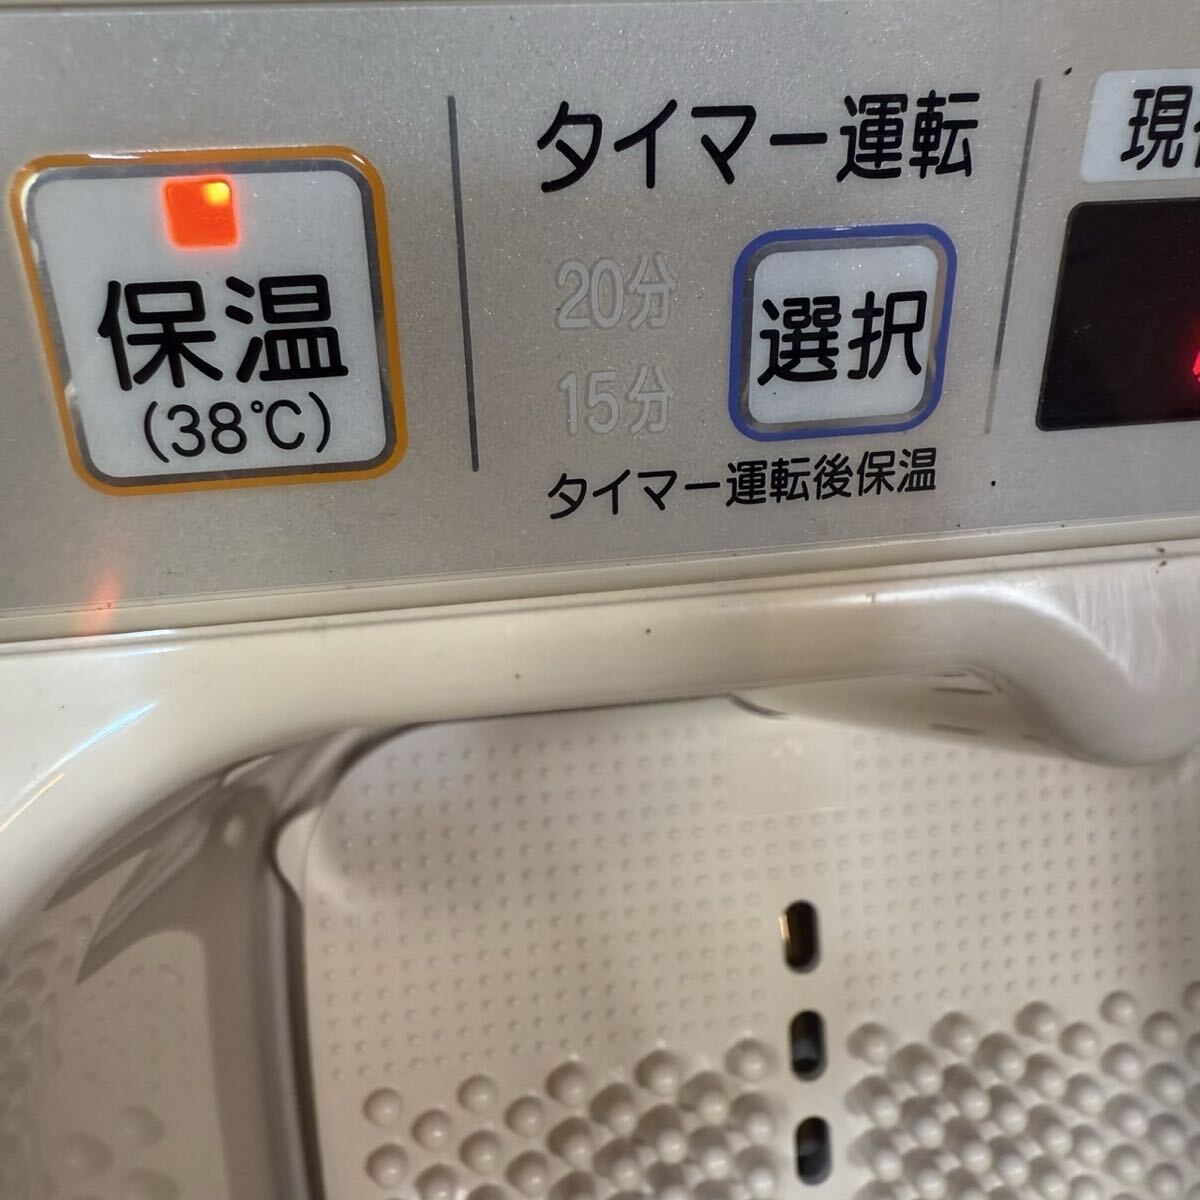 保温
(38℃)
タイマー運転
20分
15分
選択
タイマー運転後保温
現